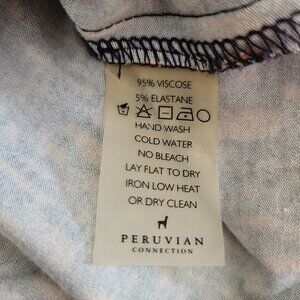 95% VISCOSE
5% ELASTANE
HAND WASH
COLD WATER
NO BLEACH
LAY FLAT TO DRY
IRON LOW HEAT
OR DRY CLEAN
PERUVIAN
CONNECTION